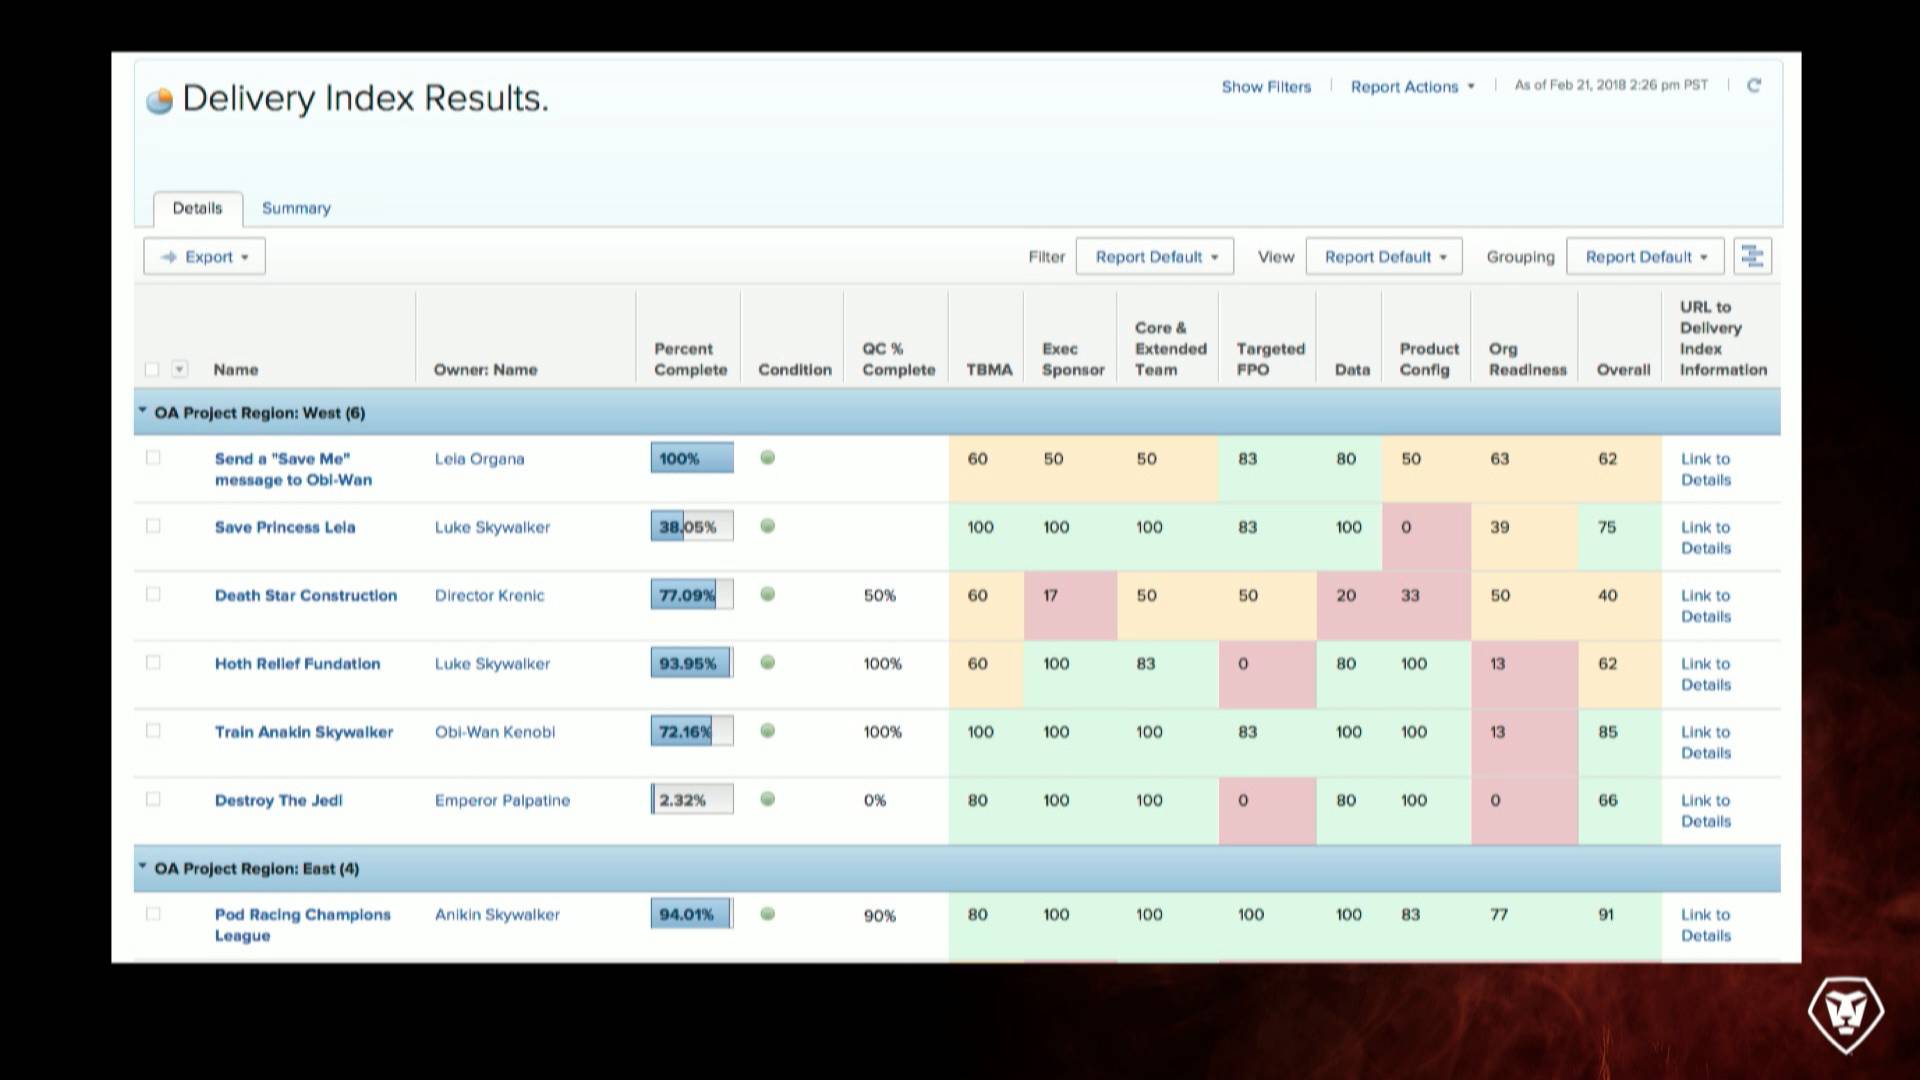 Delivery Index Results.
Show Filters
Report Actions
As of Feb 21, 2018 2:26 pm PST
Details
Summary
Export
Filter
Report Default
View
Report Default
Grouping
Report Default
Name
Owner: Name
Percent Complete
Condition
QC % Complete
TBMA
Exec Sponsor
Core & Extended Team
Targeted FPO
Data
Product Config
Org Readiness
Overall
URL to Delivery Index Information
OA Project Region: West (6)
Send a "Save Me" message to Obi-Wan
Leia Organa
100%
60 50 50 83 80 50 63 62
Link to Details
Save Princess Leia
Luke Skywalker
38.05%
100 100 100 83 100 0 39 75
Link to Details
Death Star Construction
Director Krenic
77.09%
50%
60 17 50 50 20 33 50 40
Link to Details
Hoth Relief Fundation
Luke Skywalker
93.95%
100%
60 100 83 0 80 100 13 62
Link to Details
Train Anakin Skywalker
Obi-Wan Kenobi
72.16%
100%
100 100 100 83 100 100 13 85
Link to Details
Destroy The Jedi
Emperor Palpatine
2.32%
0%
80 100 100 0 80 100 0 66
Link to Details
OA Project Region: East (4)
Pod Racing Champions League
Anikin Skywalker
94.01%
90%
80 100 100 100 100 83 77 91
Link to Details